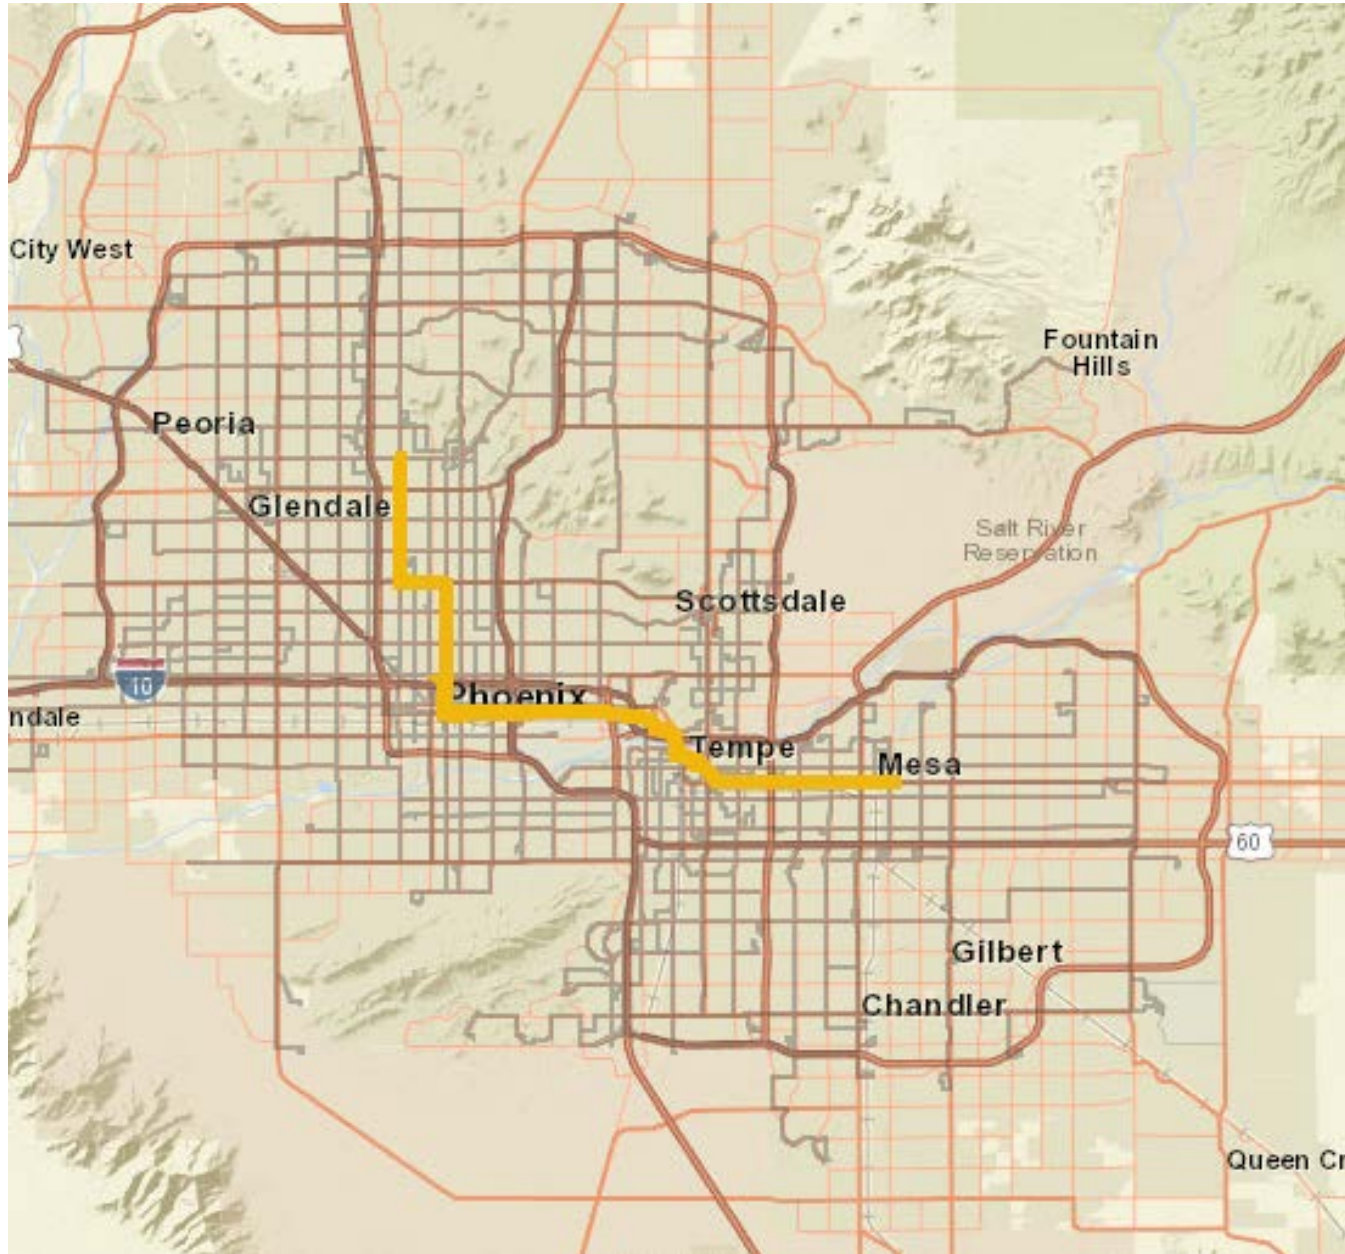 City West
Fountain
Hills
Peoria
Glendale
Salt River
Reservation
Scottsdale
10
Phoenix
ndale
Tempe
Mesa
60
Gilbert
Chandler
Queen Cr